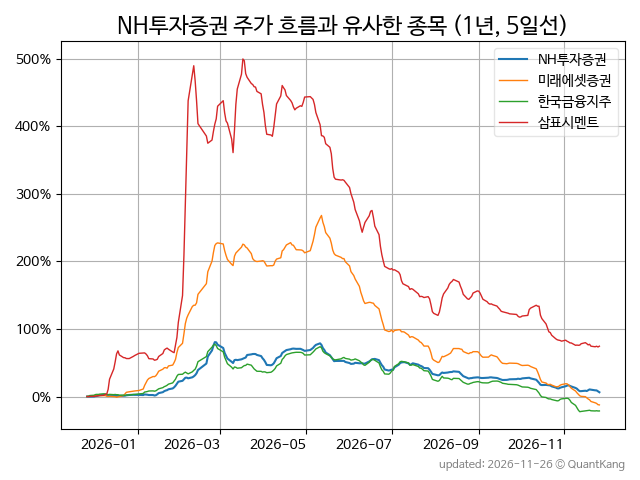 NH투자증권 주가 흐름과 유사한 종목 (1년, 5일선)
500%
400%
300%
200%
100%
0%
NH투자증권
미래에셋증권
한국금융지주
삼표시멘트
2026-01
2026-03
2026-05
2026-07
2026-09
2026-11
updated: 2026-11-26 © QuantKang